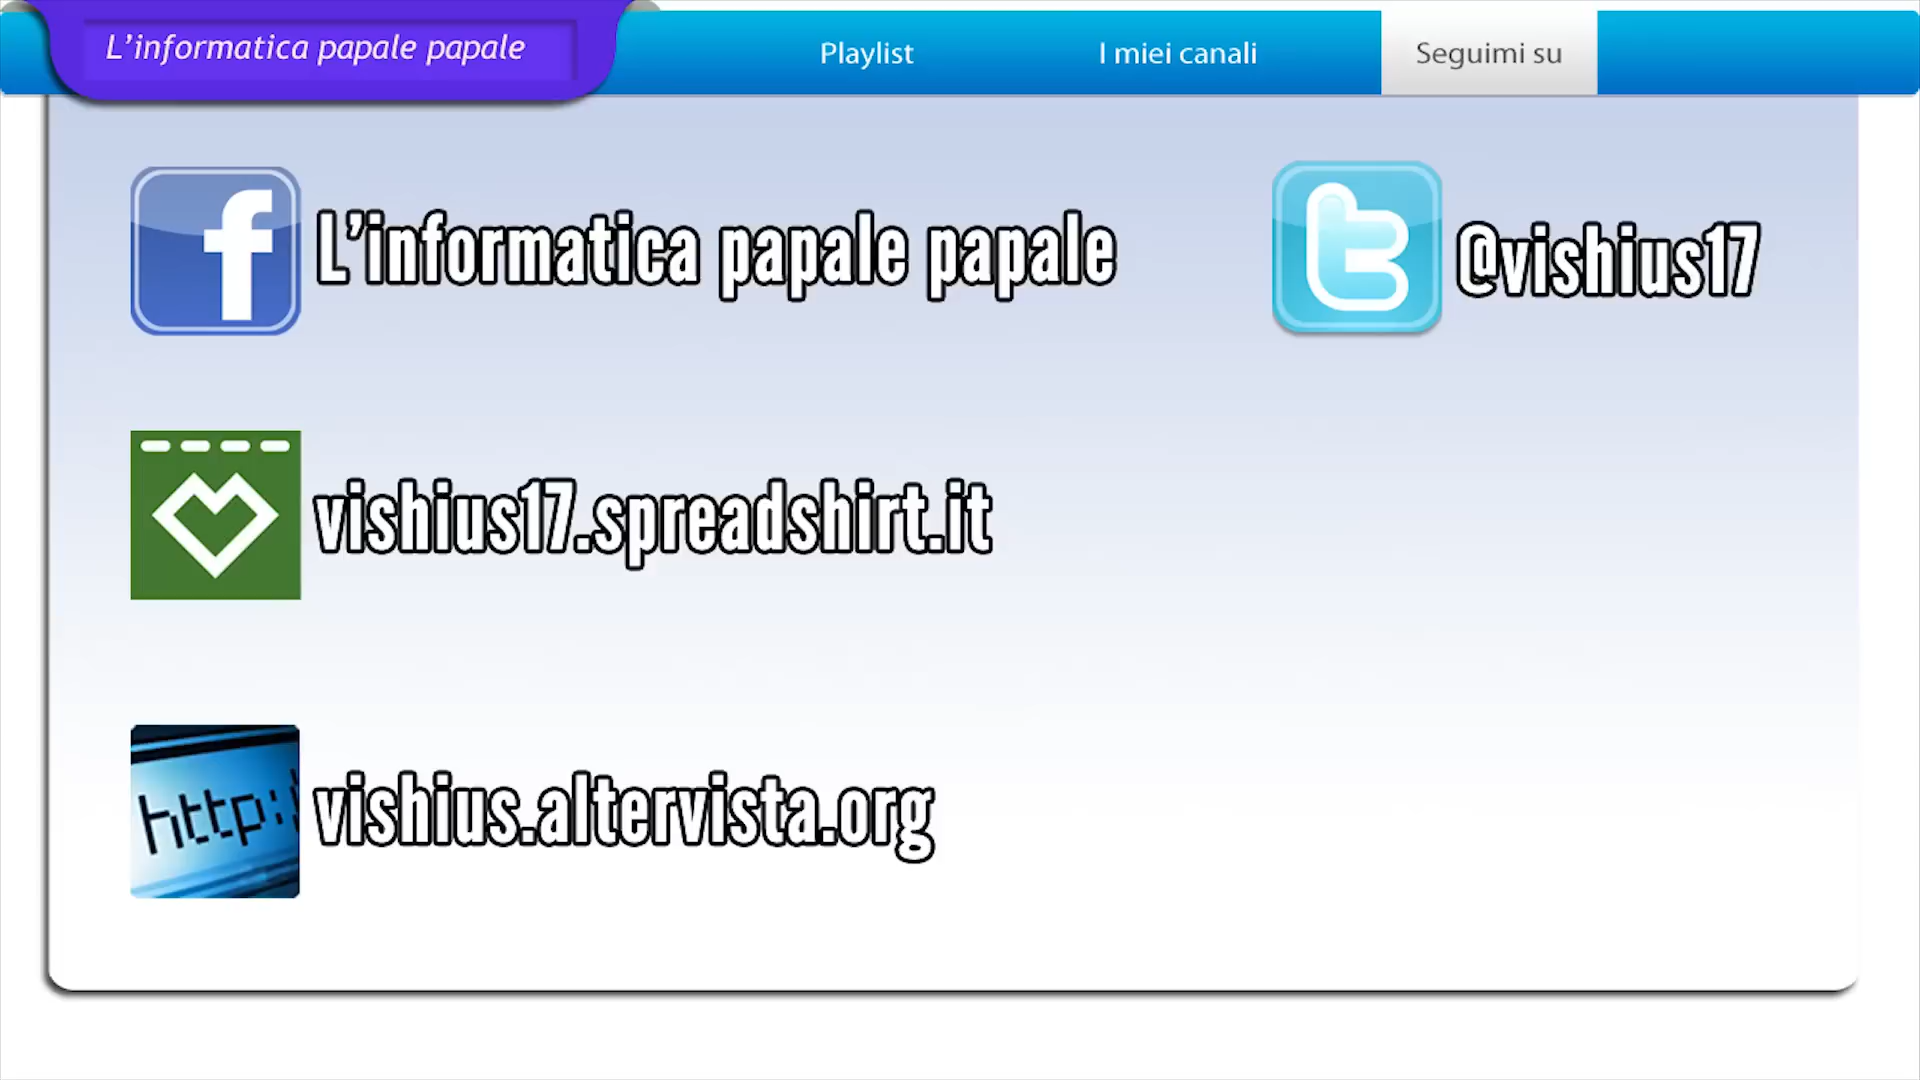 L’informatica papale papale
Playlist
I miei canali
Seguimi su
L’informatica papale papale
@vishius17
vishius17.spreadshirt.it
http:/
vishius.altervista.org